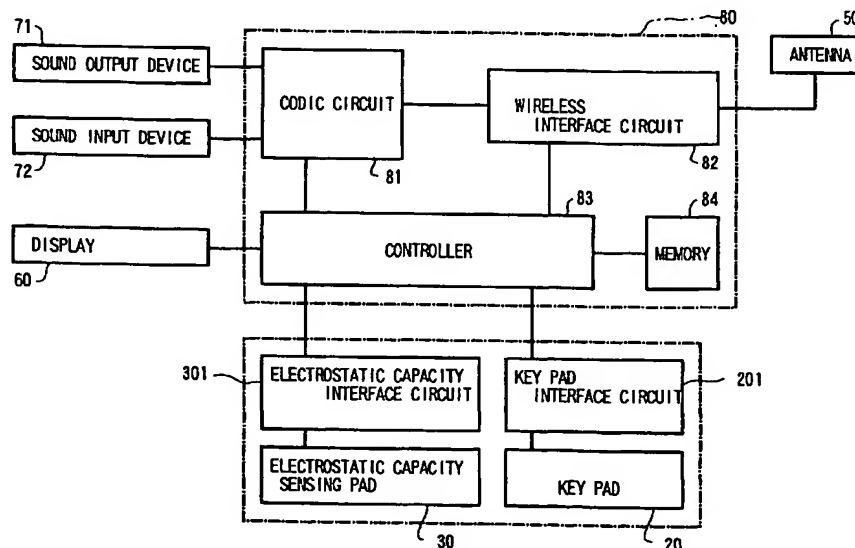 71
SOUND OUTPUT DEVICE
SOUND INPUT DEVICE
72
DISPLAY
60
80
CODIC CIRCUIT
81
WIRELESS
INTERFACE CIRCUIT
82
50
ANTENNA
83
CONTROLLER
84
MEMORY
301
ELECTROSTATIC CAPACITY
INTERFACE CIRCUIT
KEY PAD
INTERFACE CIRCUIT
201
ELECTROSTATIC CAPACITY
SENSING PAD
30
KEY PAD
20